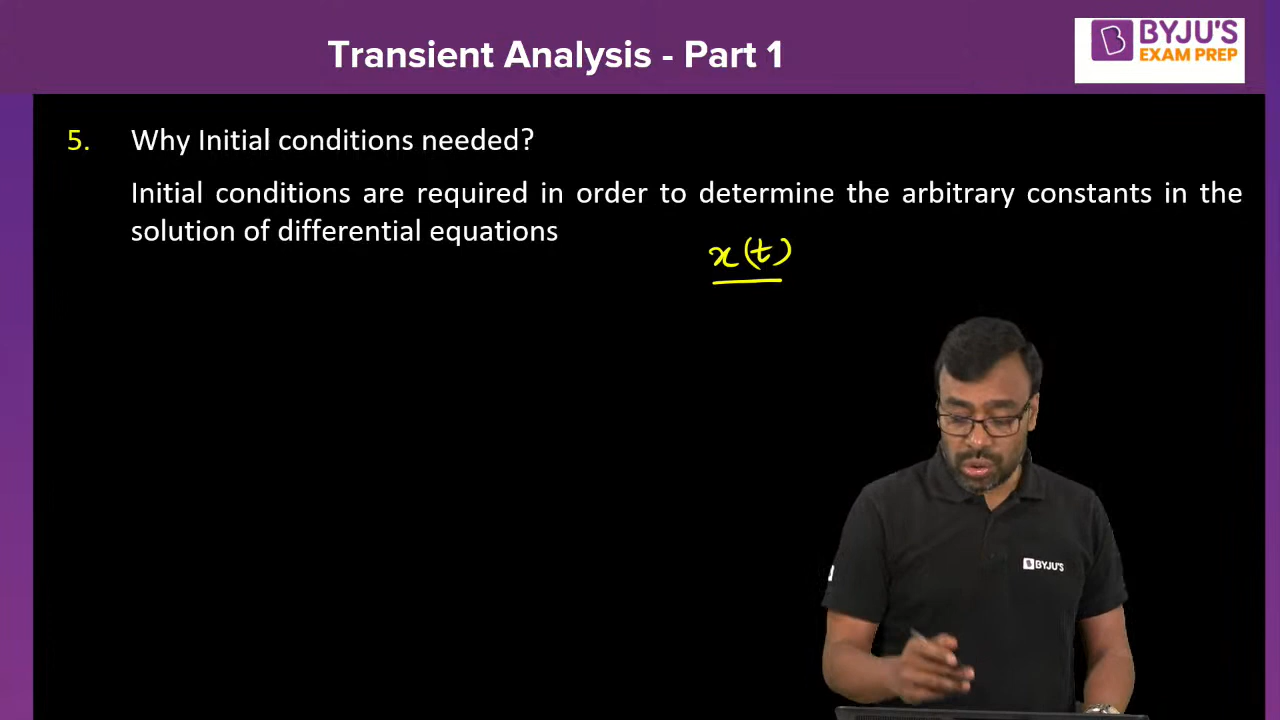 Transient Analysis - Part 1
BYJU'S
EXAM PREP
5. Why Initial conditions needed?
Initial conditions are required in order to determine the arbitrary constants in the
solution of differential equations
x(t)
BYJU'S